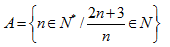 A = { n ∈ N* / (2n+3)/n ∈ N }